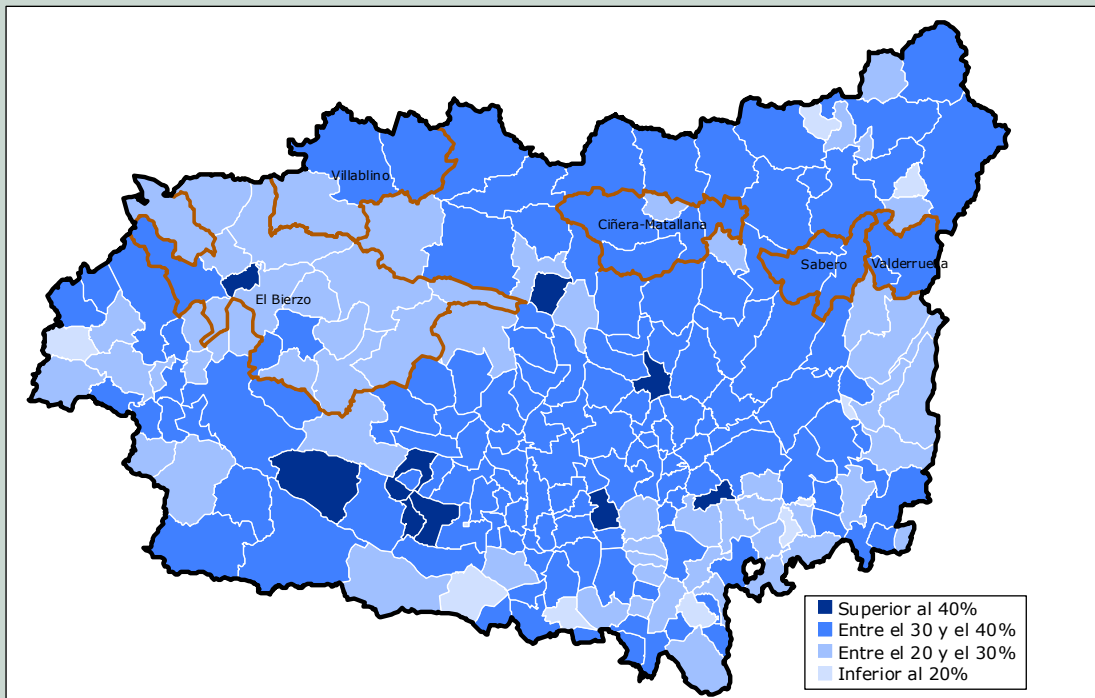 Villablino
Ciñera-Matallana
Sabero
Valderrueda
El Bierzo
Superior al 40%
Entre el 30 y el 40%
Entre el 20 y el 30%
Inferior al 20%